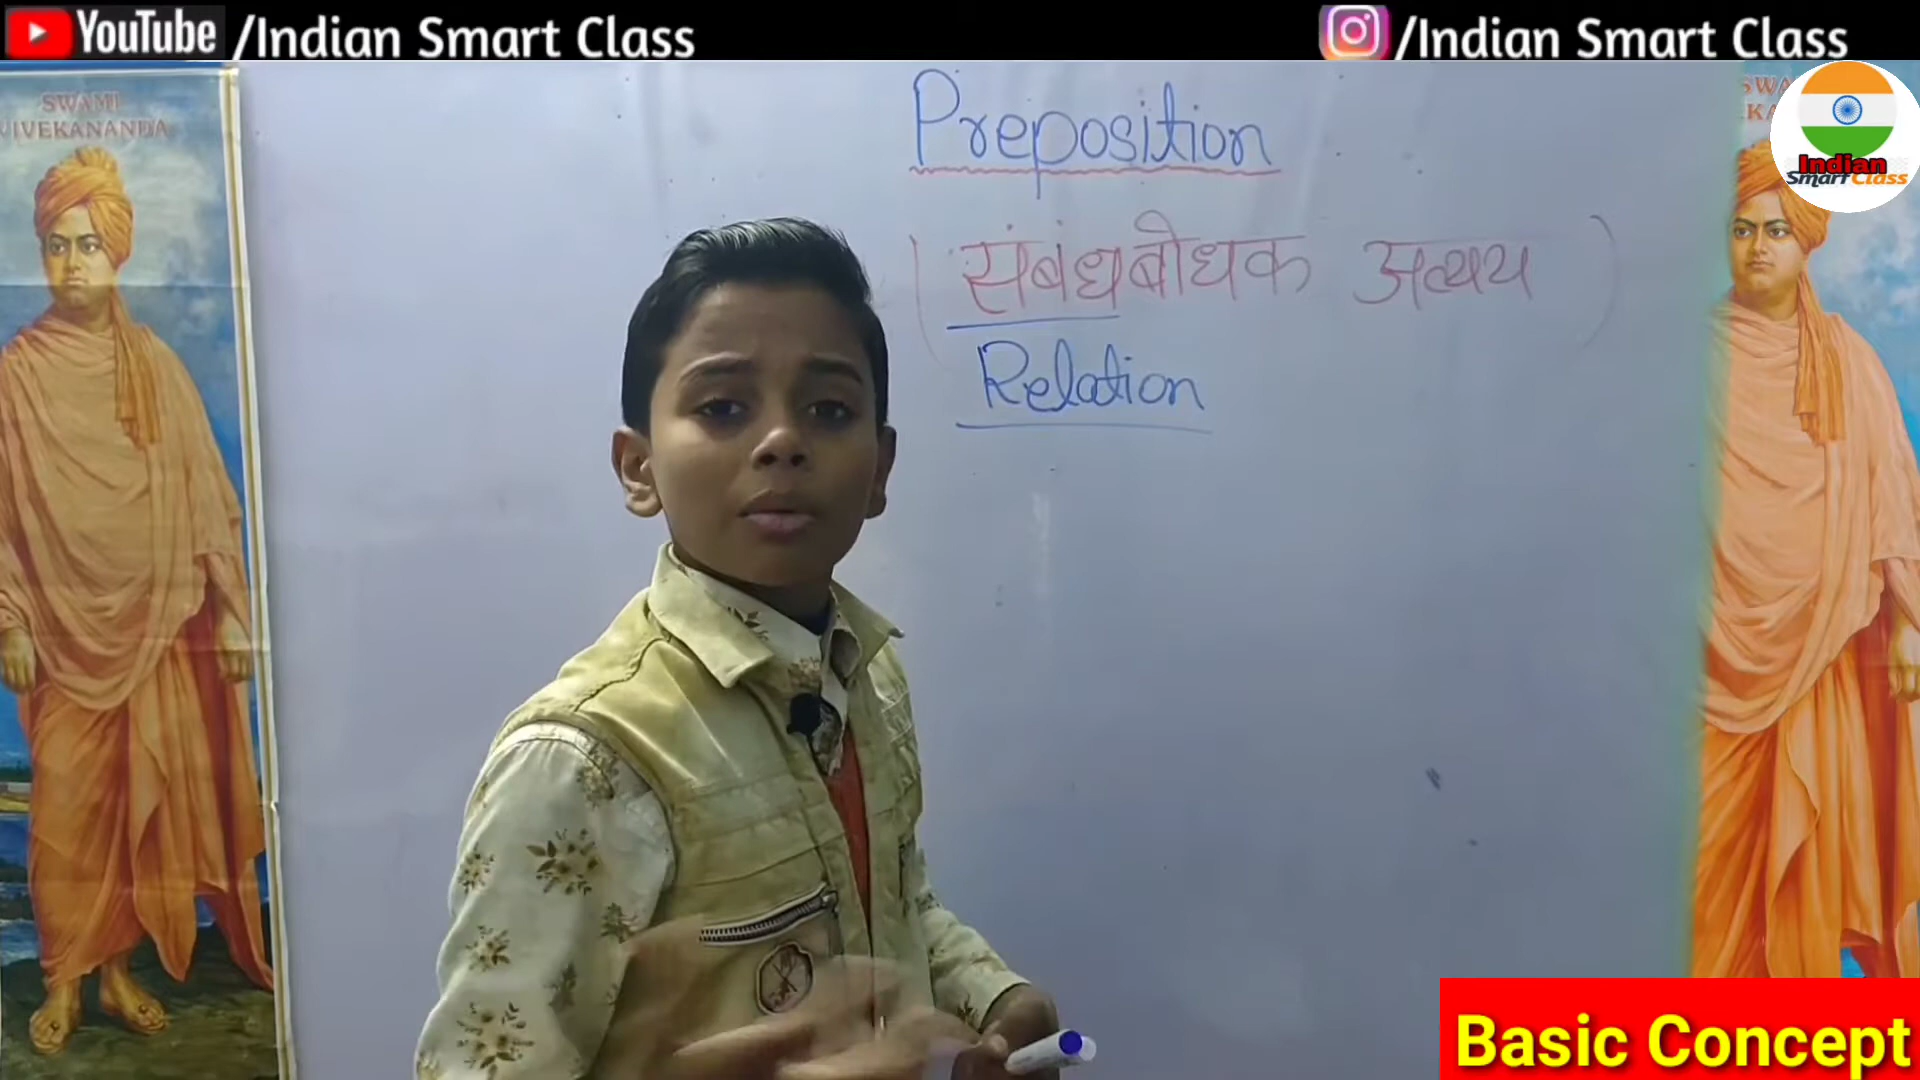 YouTube /Indian Smart Class
/Indian Smart Class
SWAMI
VIVEKANANDA
Indian
Smart Class
Preposition
(संबंधबोधक अव्यय)
Relation
Basic Concept